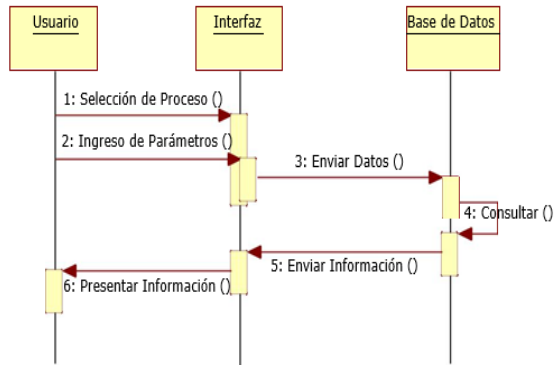 Usuario
Interfaz
Base de Datos
1: Selección de Proceso ()
2: Ingreso de Parámetros ()
3: Enviar Datos ()
4: Consultar ()
5: Enviar Información ()
6: Presentar Información ()